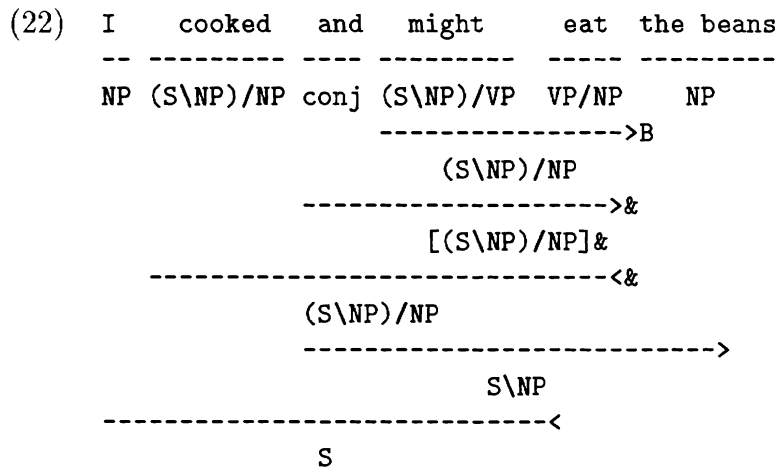 (22) I cooked and might eat the beans
-- --------- ---- --------- ----- ---------
NP (S\NP)/NP conj (S\NP)/VP VP/NP NP
---------------->B
(S\NP)/NP
--------------------->&
[(S\NP)/NP]&
-------------------------------<&
(S\NP)/NP
---------------------------->
S\NP
------------------------------<
S